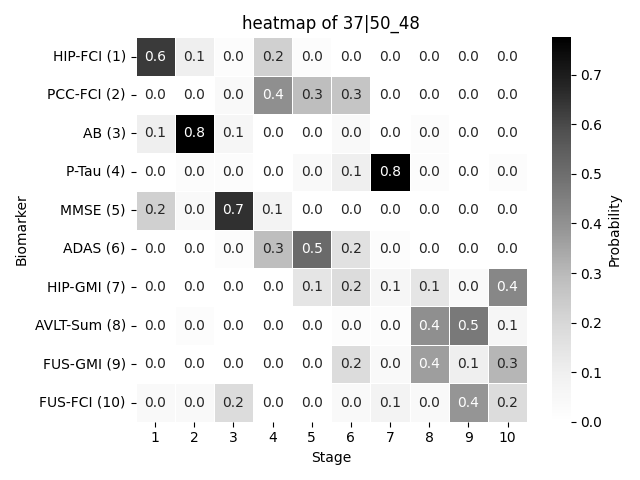 heatmap of 37|50_48
HIP-FCI (1) 0.6 0.1 0.0 0.2 0.0 0.0 0.0 0.0 0.0 0.0
PCC-FCI (2) 0.0 0.0 0.0 0.4 0.3 0.3 0.0 0.0 0.0 0.0
AB (3) 0.1 0.8 0.1 0.0 0.0 0.0 0.0 0.0 0.0 0.0
P-Tau (4) 0.0 0.0 0.0 0.0 0.0 0.1 0.8 0.0 0.0 0.0
MMSE (5) 0.2 0.0 0.7 0.1 0.0 0.0 0.0 0.0 0.0 0.0
ADAS (6) 0.0 0.0 0.0 0.3 0.5 0.2 0.0 0.0 0.0 0.0
HIP-GMI (7) 0.0 0.0 0.0 0.0 0.1 0.2 0.1 0.1 0.0 0.4
AVLT-Sum (8) 0.0 0.0 0.0 0.0 0.0 0.0 0.0 0.4 0.5 0.1
FUS-GMI (9) 0.0 0.0 0.0 0.0 0.0 0.2 0.0 0.4 0.1 0.3
FUS-FCI (10) 0.0 0.0 0.2 0.0 0.0 0.0 0.1 0.0 0.4 0.2
1 2 3 4 5 6 7 8 9 10
Stage
Biomarker
0.7
0.6
0.5
0.4
0.3
0.2
0.1
0.0
Probability